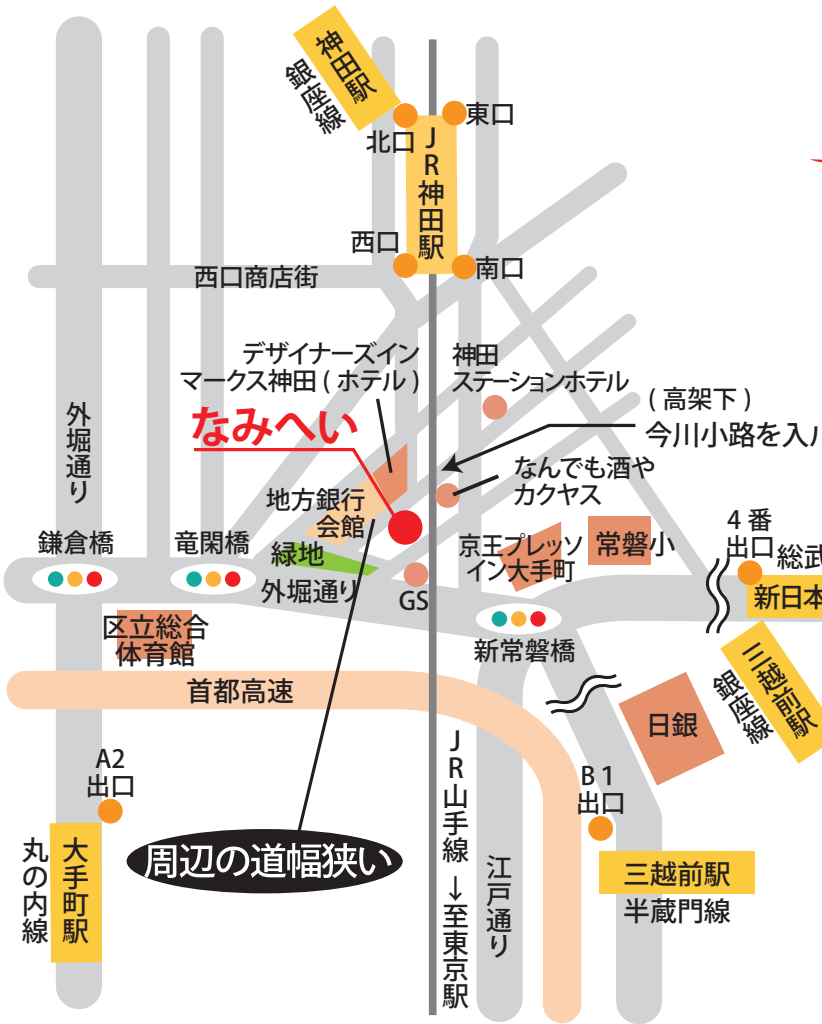 神田駅
銀座線
東口
北口
JR神田駅
西口
南口
西口商店街
デザイナーズイン
マークス神田(ホテル)
神田
ステーションホテル
なみへい
(高架下)
今川小路を入
外堀通り
なんでも酒や
カクヤス
地方銀行
会館
鎌倉橋
竜閑橋
緑地
外堀通り
GS
京王プレッソ
イン大手町
常磐小
4番
出口
総武
新日本
区立総合
体育館
新常磐橋
三越前駅
銀座線
首都高速
日銀
A2
出口
JR山手線 →至東京駅
B1
出口
周辺の道幅狭い
大手町駅
丸の内線
江戸通り
三越前駅
半蔵門線